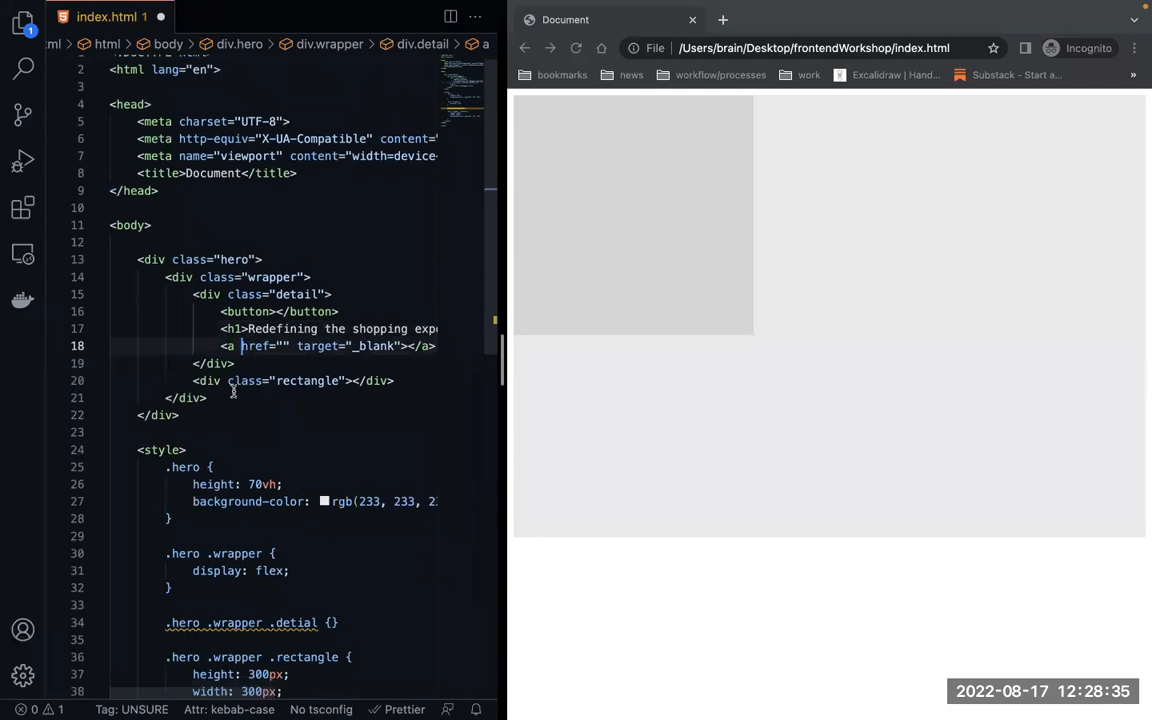 index.html 1
ml > html > body > div.hero > div.wrapper > div.detail > a
2 <html lang="en">
3
4 <head>
5 <meta charset="UTF-8">
6 <meta http-equiv="X-UA-Compatible" content="
7 <meta name="viewport" content="width=device-
8 <title>Document</title>
9 </head>
10
11 <body>
12
13 <div class="hero">
14 <div class="wrapper">
15 <div class="detail">
16 <button></button>
17 <h1>Redefining the shopping expe
18 <a href="" target="_blank"></a>
19 </div>
20 <div class="rectangle"></div>
21 </div>
22 </div>
23
24 <style>
25 .hero {
26 height: 70vh;
27 background-color: rgb(233, 233, 23
28 }
29
30 .hero .wrapper {
31 display: flex;
32 }
33
34 .hero .wrapper .detial {}
35
36 .hero .wrapper .rectangle {
37 height: 300px;
38 width: 300px;
1
0 1 Tag: UNSURE Attr: kebab-case No tsconfig Prettier
Document
File /Users/brain/Desktop/frontendWorkshop/index.html Incognito
bookmarks news workflow/processes work Excalidraw | Hand... Substack - Start a... »
2022-08-17 12:28:35